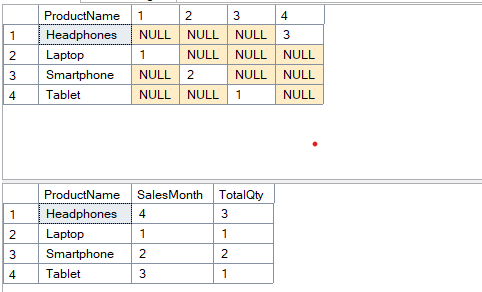 ProductName 1 2 3 4
1 Headphones NULL NULL NULL 3
2 Laptop 1 NULL NULL NULL
3 Smartphone NULL 2 NULL NULL
4 Tablet NULL NULL 1 NULL
ProductName SalesMonth TotalQty
1 Headphones 4 3
2 Laptop 1 1
3 Smartphone 2 2
4 Tablet 3 1